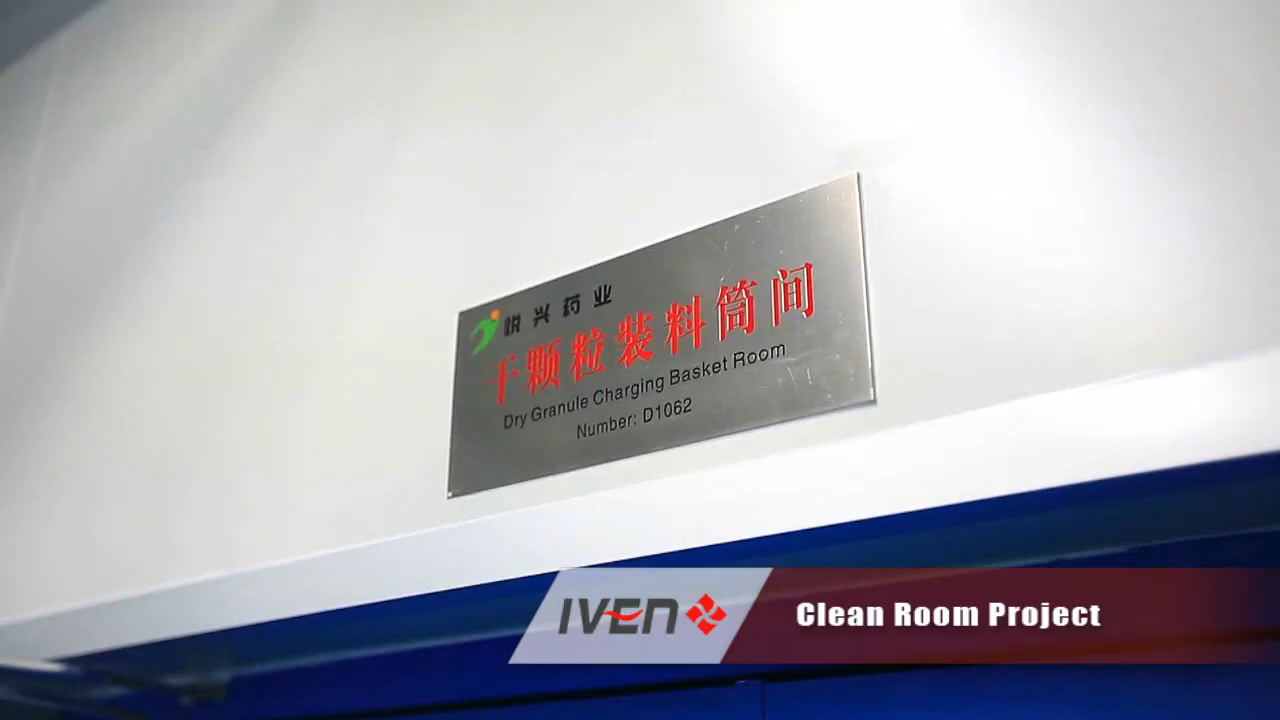 悦兴药业
干颗粒装料筒间
Dry Granule Charging Basket Room
Number: D1062
IVEN
Clean Room Project